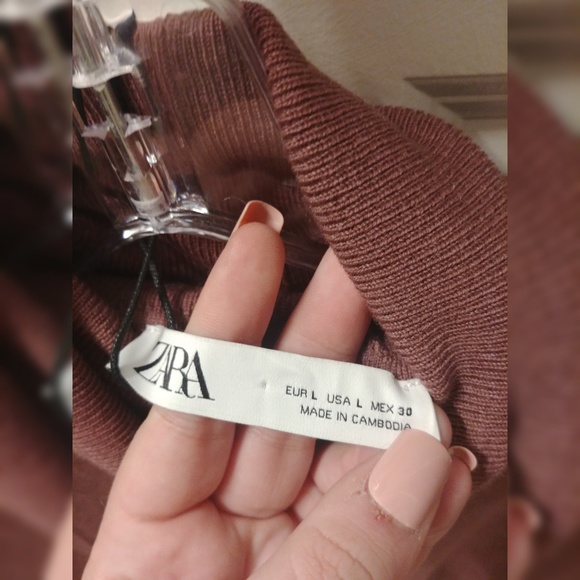 ZARA
EUR L USA L MEX 30
MADE IN CAMBODIA